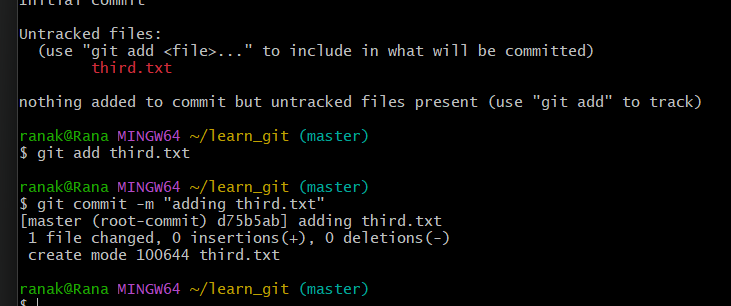 Initial commit
Untracked files:
  (use "git add <file>..." to include in what will be committed)
        third.txt
nothing added to commit but untracked files present (use "git add" to track)
ranak@Rana MINGW64 ~/learn_git (master)
$ git add third.txt
ranak@Rana MINGW64 ~/learn_git (master)
$ git commit -m "adding third.txt"
[master (root-commit) d75b5ab] adding third.txt
 1 file changed, 0 insertions(+), 0 deletions(-)
 create mode 100644 third.txt
ranak@Rana MINGW64 ~/learn_git (master)
$